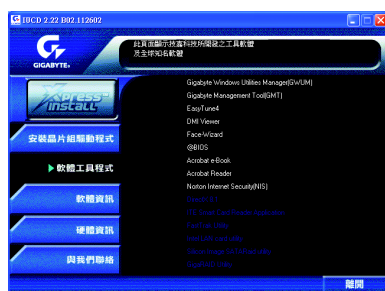 IUCD 2.22 B02.112602
GIGABYTE
此頁面顯示技嘉科技所開發之工具軟體
及全球知名軟體
Xpress
install
安裝晶片組驅動程式
軟體工具程式
軟體資訊
硬體資訊
與我們聯絡
Gigabyte Windows Utilities Manager(GWUM)
Gigabyte Management Tool(GMT)
EasyTune4
DMI Viewer
Face-Wizard
@BIOS
Acrobat e-Book
Acrobat Reader
Norton Internet Security(NIS)
離開